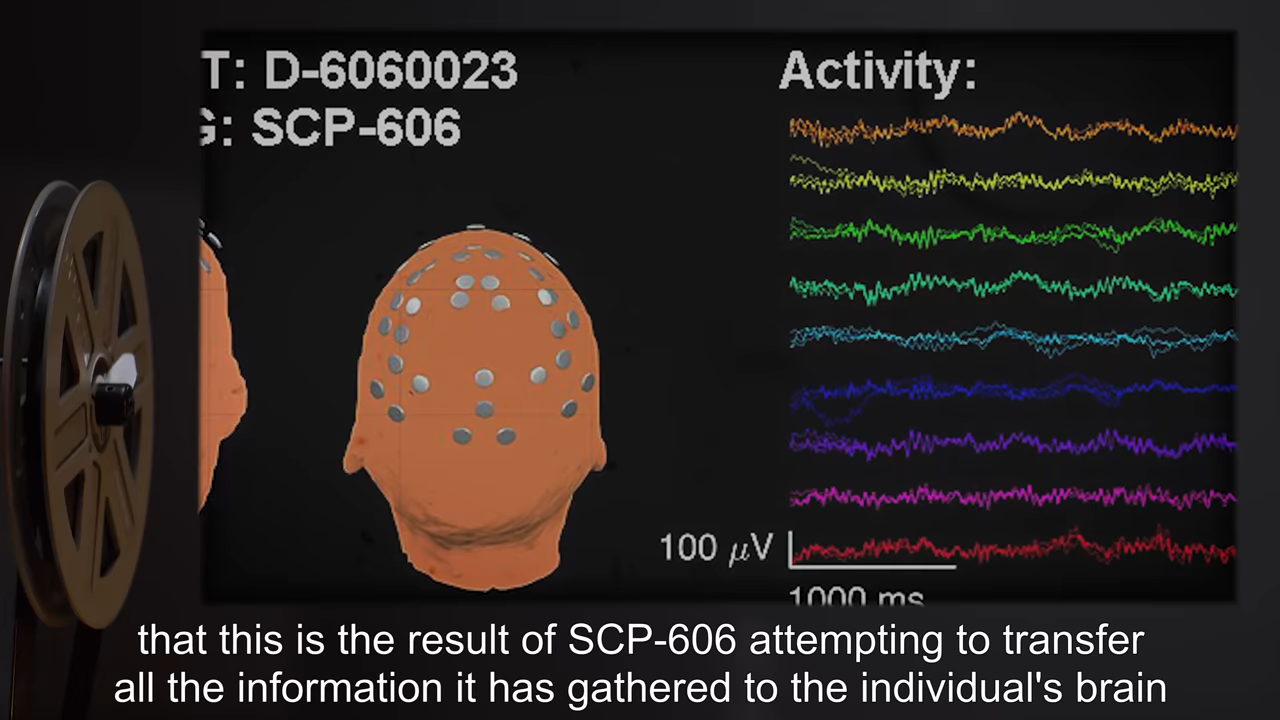 T: D-6060023
G: SCP-606
Activity:
100 μV
1000 ms
that this is the result of SCP-606 attempting to transfer
all the information it has gathered to the individual's brain